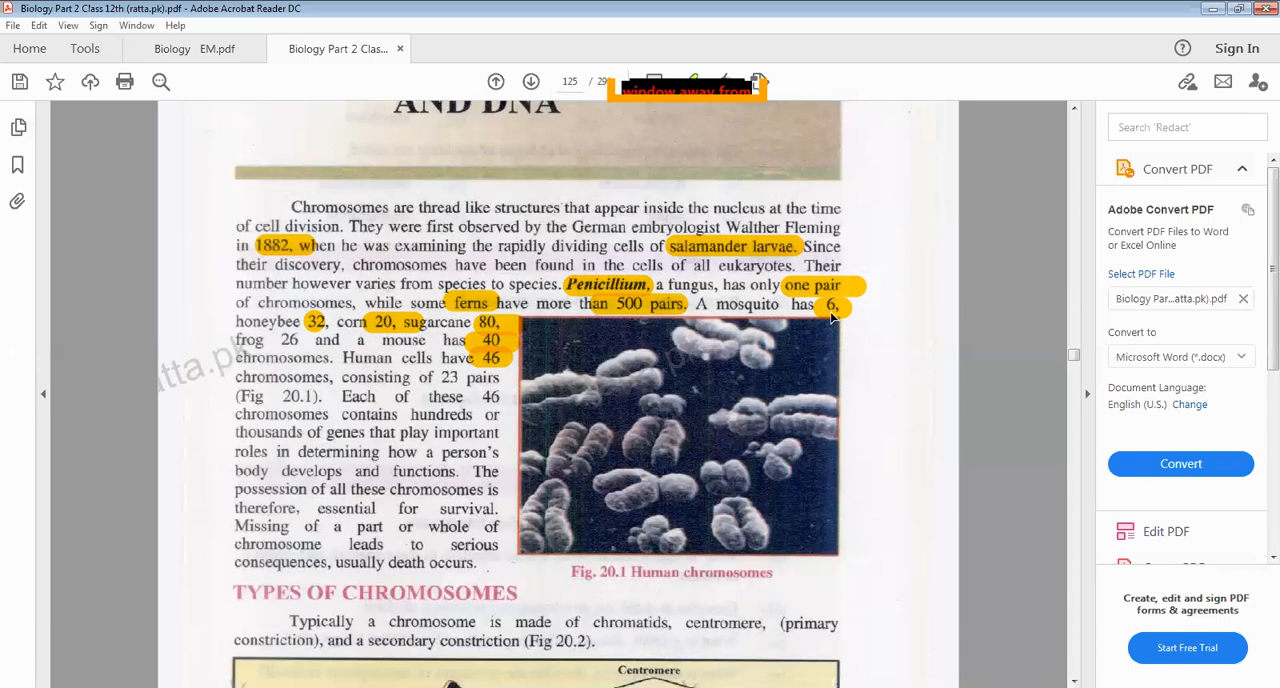 Biology Part 2 Class 12th (ratta.pk).pdf - Adobe Acrobat Reader DC
File Edit View Sign Window Help
Home Tools Biology EM.pdf Biology Part 2 Clas... × Sign In
125 / 29
window away from
AND DNA
Chromosomes are thread like structures that appear inside the nucleus at the time
of cell division. They were first observed by the German embryologist Walther Fleming
in 1882, when he was examining the rapidly dividing cells of salamander larvae. Since
their discovery, chromosomes have been found in the cells of all eukaryotes. Their
number however varies from species to species. Penicillium, a fungus, has only one pair
of chromosomes, while some ferns have more than 500 pairs. A mosquito has 6,
honeybee 32, corn 20, sugarcane 80,
frog 26 and a mouse has 40
chromosomes. Human cells have 46
chromosomes, consisting of 23 pairs
(Fig 20.1). Each of these 46
chromosomes contains hundreds or
thousands of genes that play important
roles in determining how a person's
body develops and functions. The
possession of all these chromosomes is
therefore, essential for survival.
Missing of a part or whole of
chromosome leads to serious
consequences, usually death occurs.
atta.pk
Fig. 20.1 Human chromosomes
TYPES OF CHROMOSOMES
Typically a chromosome is made of chromatids, centromere, (primary
constriction), and a secondary constriction (Fig 20.2).
Centromere
Search 'Redact'
Convert PDF
Adobe Convert PDF
Convert PDF Files to Word
or Excel Online
Select PDF File
Biology Par...atta.pk).pdf
Convert to
Microsoft Word (*.docx)
Document Language:
English (U.S.) Change
Convert
Edit PDF
Create, edit and sign PDF
forms & agreements
Start Free Trial